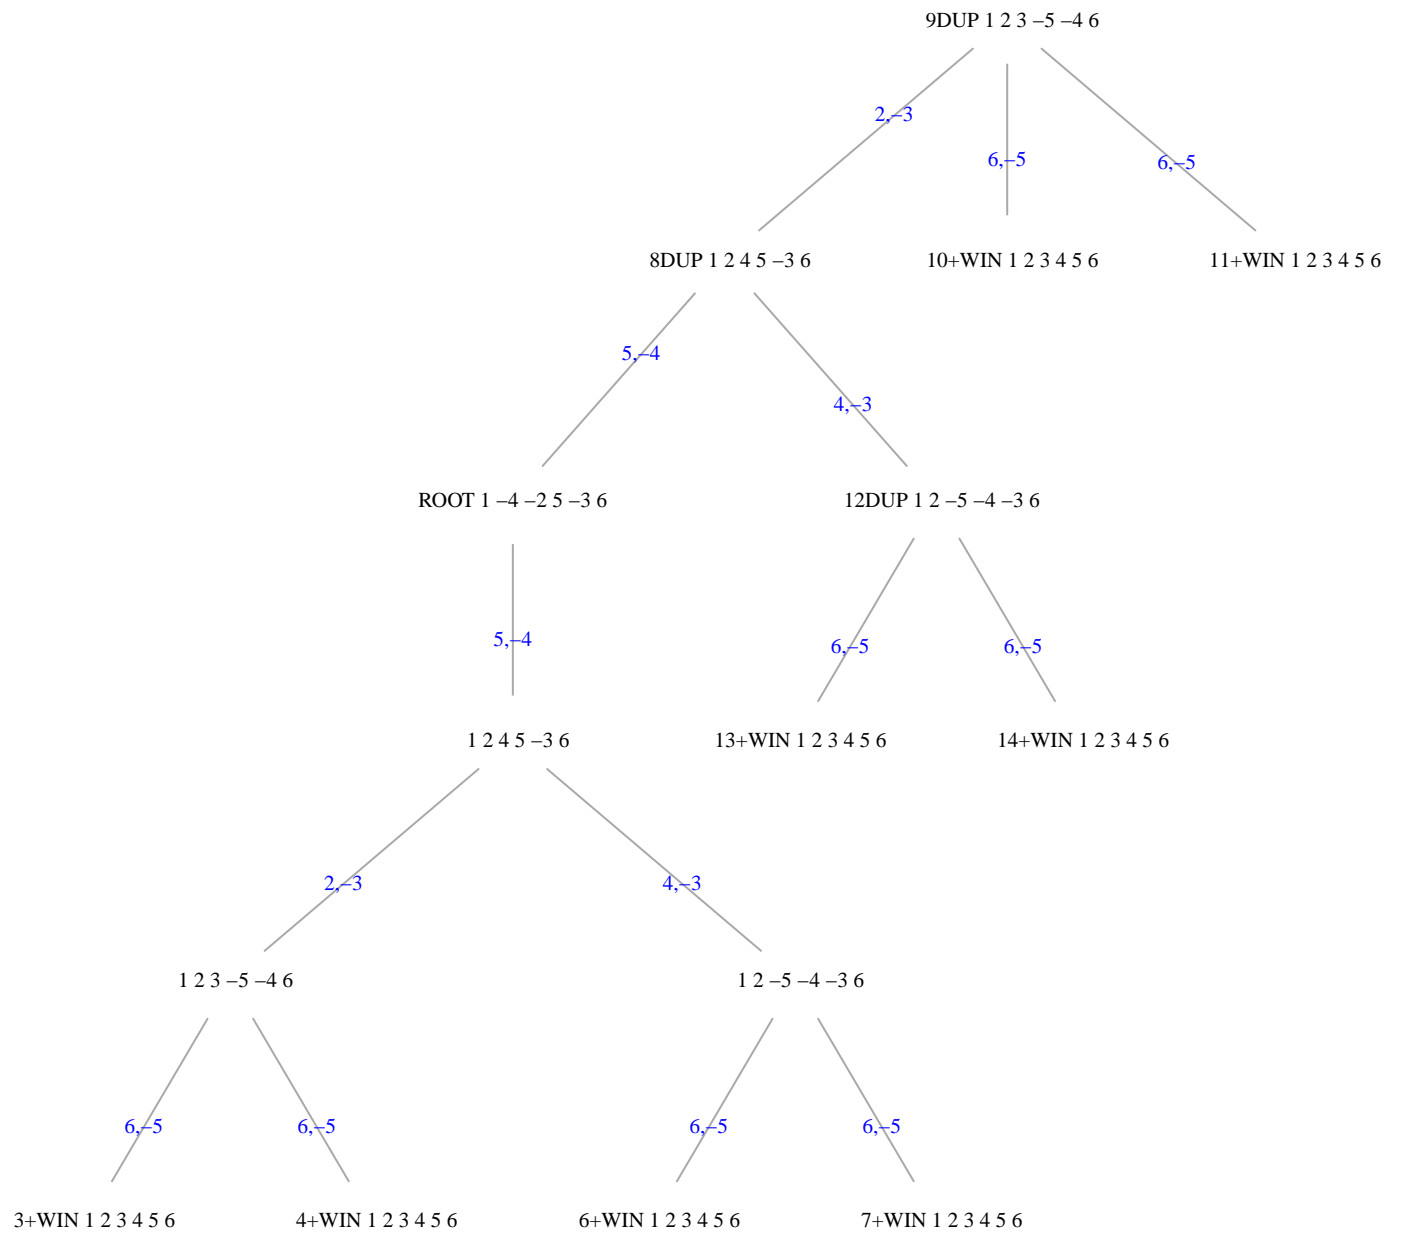 9DUP 1 2 3 –5 –4 6
2,–3
6,–5
6,–5
8DUP 1 2 4 5 –3 6
10+WIN 1 2 3 4 5 6
11+WIN 1 2 3 4 5 6
5,–4
4,–3
ROOT 1 –4 –2 5 –3 6
12DUP 1 2 –5 –4 –3 6
5,–4
6,–5
6,–5
1 2 4 5 –3 6
13+WIN 1 2 3 4 5 6
14+WIN 1 2 3 4 5 6
2,–3
4,–3
1 2 3 –5 –4 6
1 2 –5 –4 –3 6
6,–5
6,–5
6,–5
6,–5
3+WIN 1 2 3 4 5 6
4+WIN 1 2 3 4 5 6
6+WIN 1 2 3 4 5 6
7+WIN 1 2 3 4 5 6